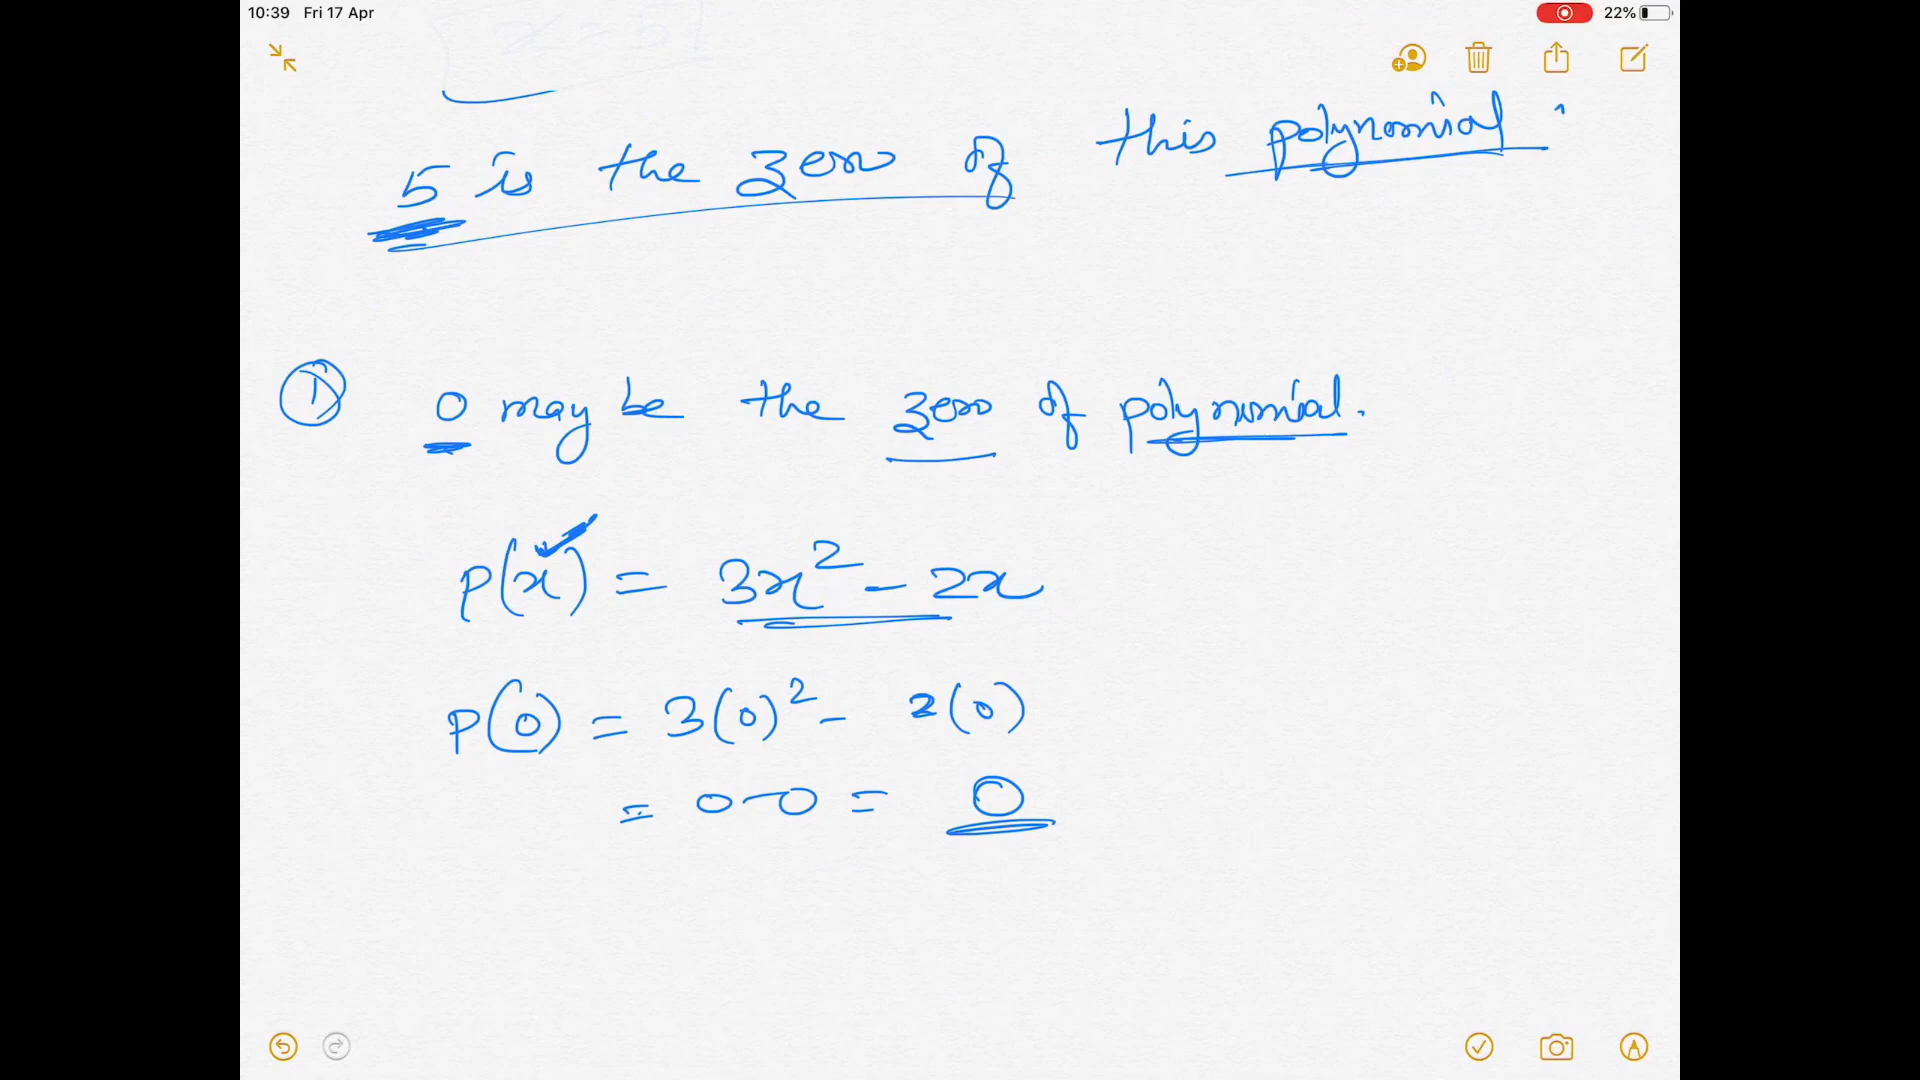 10:39 Fri 17 Apr 22%
x = 5
5 is the zero of this polynomial
① 0 may be the zero of polynomial.
p(x) = 3x² - 2x
p(0) = 3(0)² - 2(0)
= 0-0 = 0